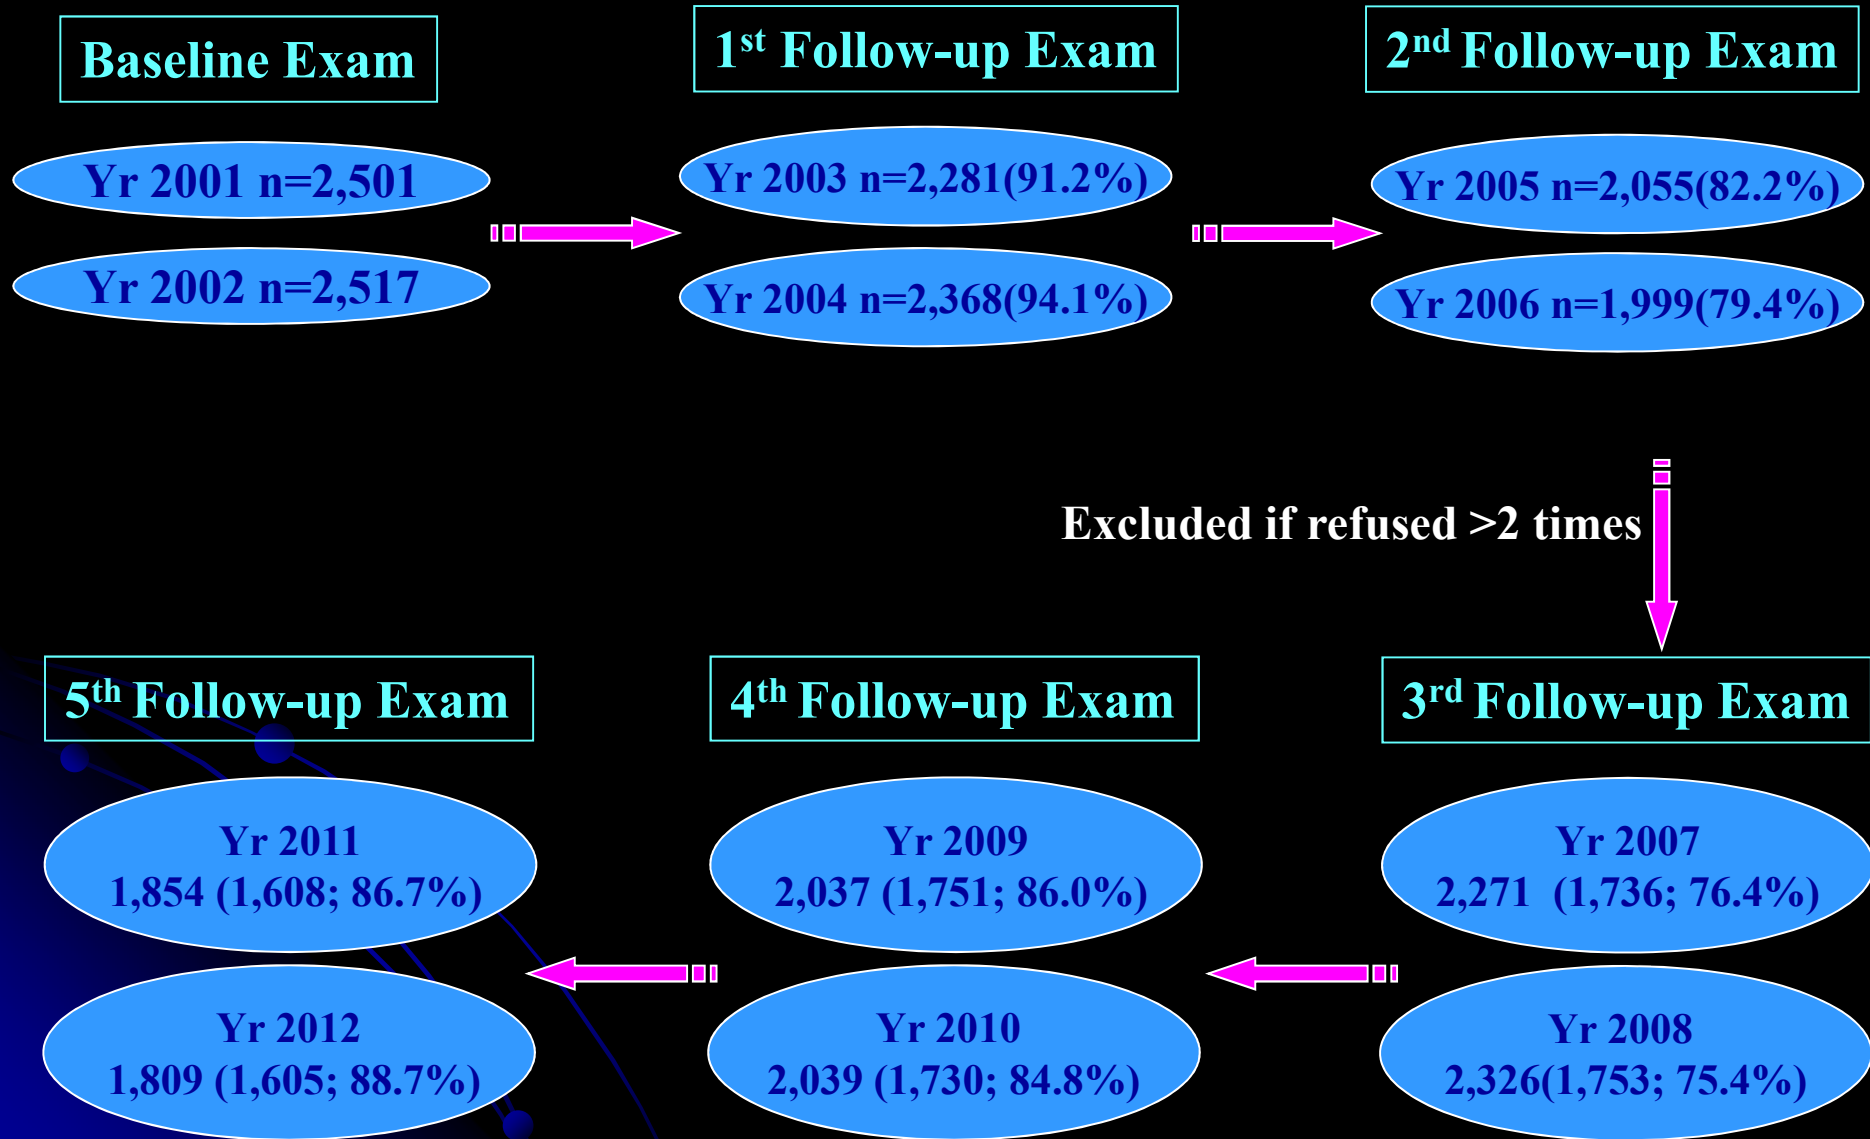 Baseline Exam
1st Follow-up Exam
2nd Follow-up Exam
Yr 2001 n=2,501
Yr 2003 n=2,281(91.2%)
Yr 2005 n=2,055(82.2%)
Yr 2002 n=2,517
Yr 2004 n=2,368(94.1%)
Yr 2006 n=1,999(79.4%)
Excluded if refused >2 times
5th Follow-up Exam
4th Follow-up Exam
3rd Follow-up Exam
Yr 2011
1,854 (1,608; 86.7%)
Yr 2009
2,037 (1,751; 86.0%)
Yr 2007
2,271 (1,736; 76.4%)
Yr 2012
1,809 (1,605; 88.7%)
Yr 2010
2,039 (1,730; 84.8%)
Yr 2008
2,326(1,753; 75.4%)